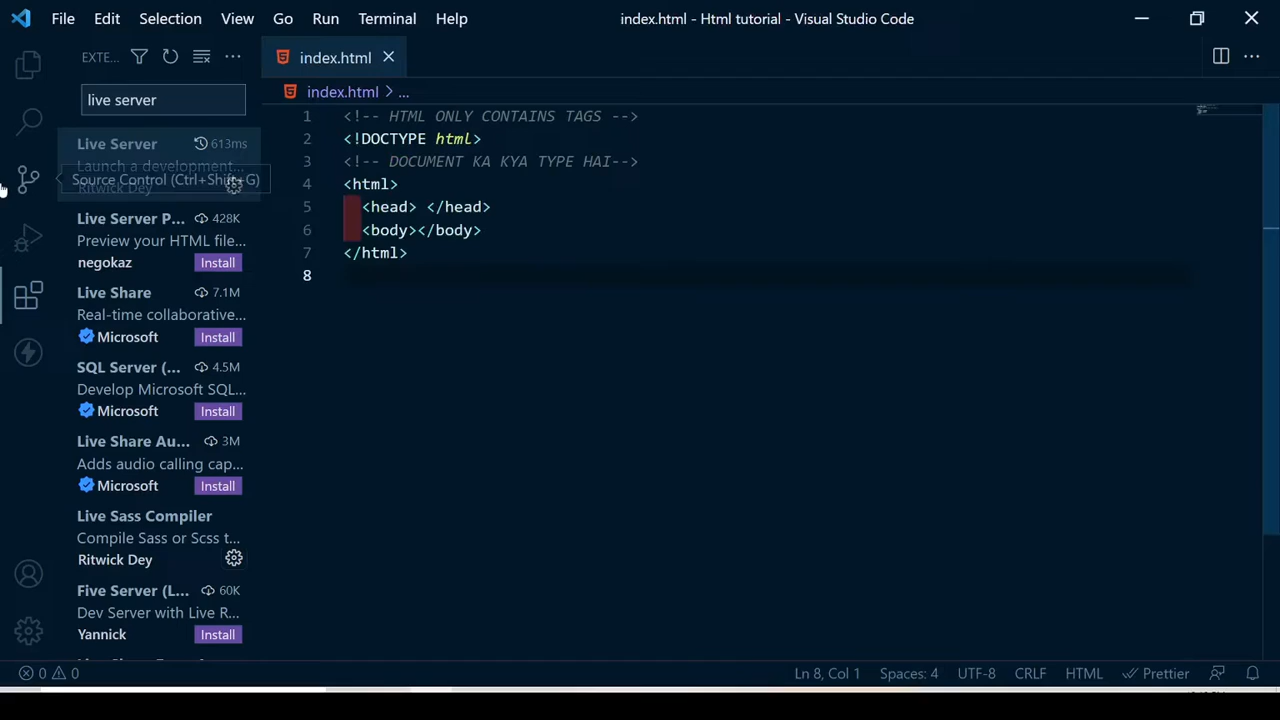 File Edit Selection View Go Run Terminal Help index.html - Html tutorial - Visual Studio Code
EXTE...
index.html
live server
index.html > ...
Live Server 613ms
Launch a development...
Ritwick Dey
Source Control (Ctrl+Shift+G)
Live Server P... 428K
Preview your HTML file...
negokaz Install
Live Share 7.1M
Real-time collaborative...
Microsoft Install
SQL Server (... 4.5M
Develop Microsoft SQL...
Microsoft Install
Live Share Au... 3M
Adds audio calling cap...
Microsoft Install
Live Sass Compiler
Compile Sass or Scss t...
Ritwick Dey
Five Server (L... 60K
Dev Server with Live R...
Yannick Install
1 <!-- HTML ONLY CONTAINS TAGS -->
2 <!DOCTYPE html>
3 <!-- DOCUMENT KA KYA TYPE HAI-->
4 <html>
5 <head> </head>
6 <body></body>
7 </html>
8
0 0 Ln 8, Col 1 Spaces: 4 UTF-8 CRLF HTML Prettier